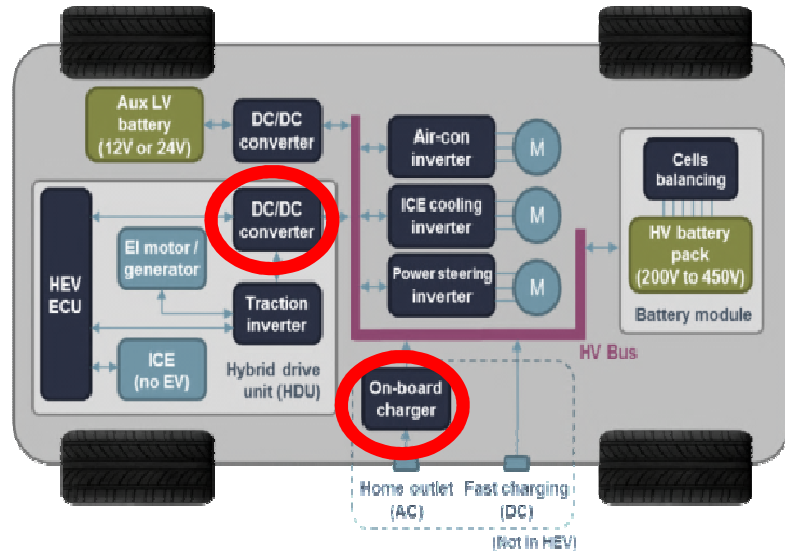 Aux LV
battery
(12V or 24V)
DC/DC
converter
Air-con
inverter
M
Cells
balancing
DC/DC
converter
ICE cooling
inverter
M
HV battery
pack
(200V to 450V)
Battery module
HEV
ECU
El motor /
generator
Traction
inverter
Power steering
inverter
M
ICE
(no EV)
Hybrid drive
unit (HDU)
HV Bus
On-board
charger
Home outlet
(AC)
Fast charging
(DC)
(Not in HEV)